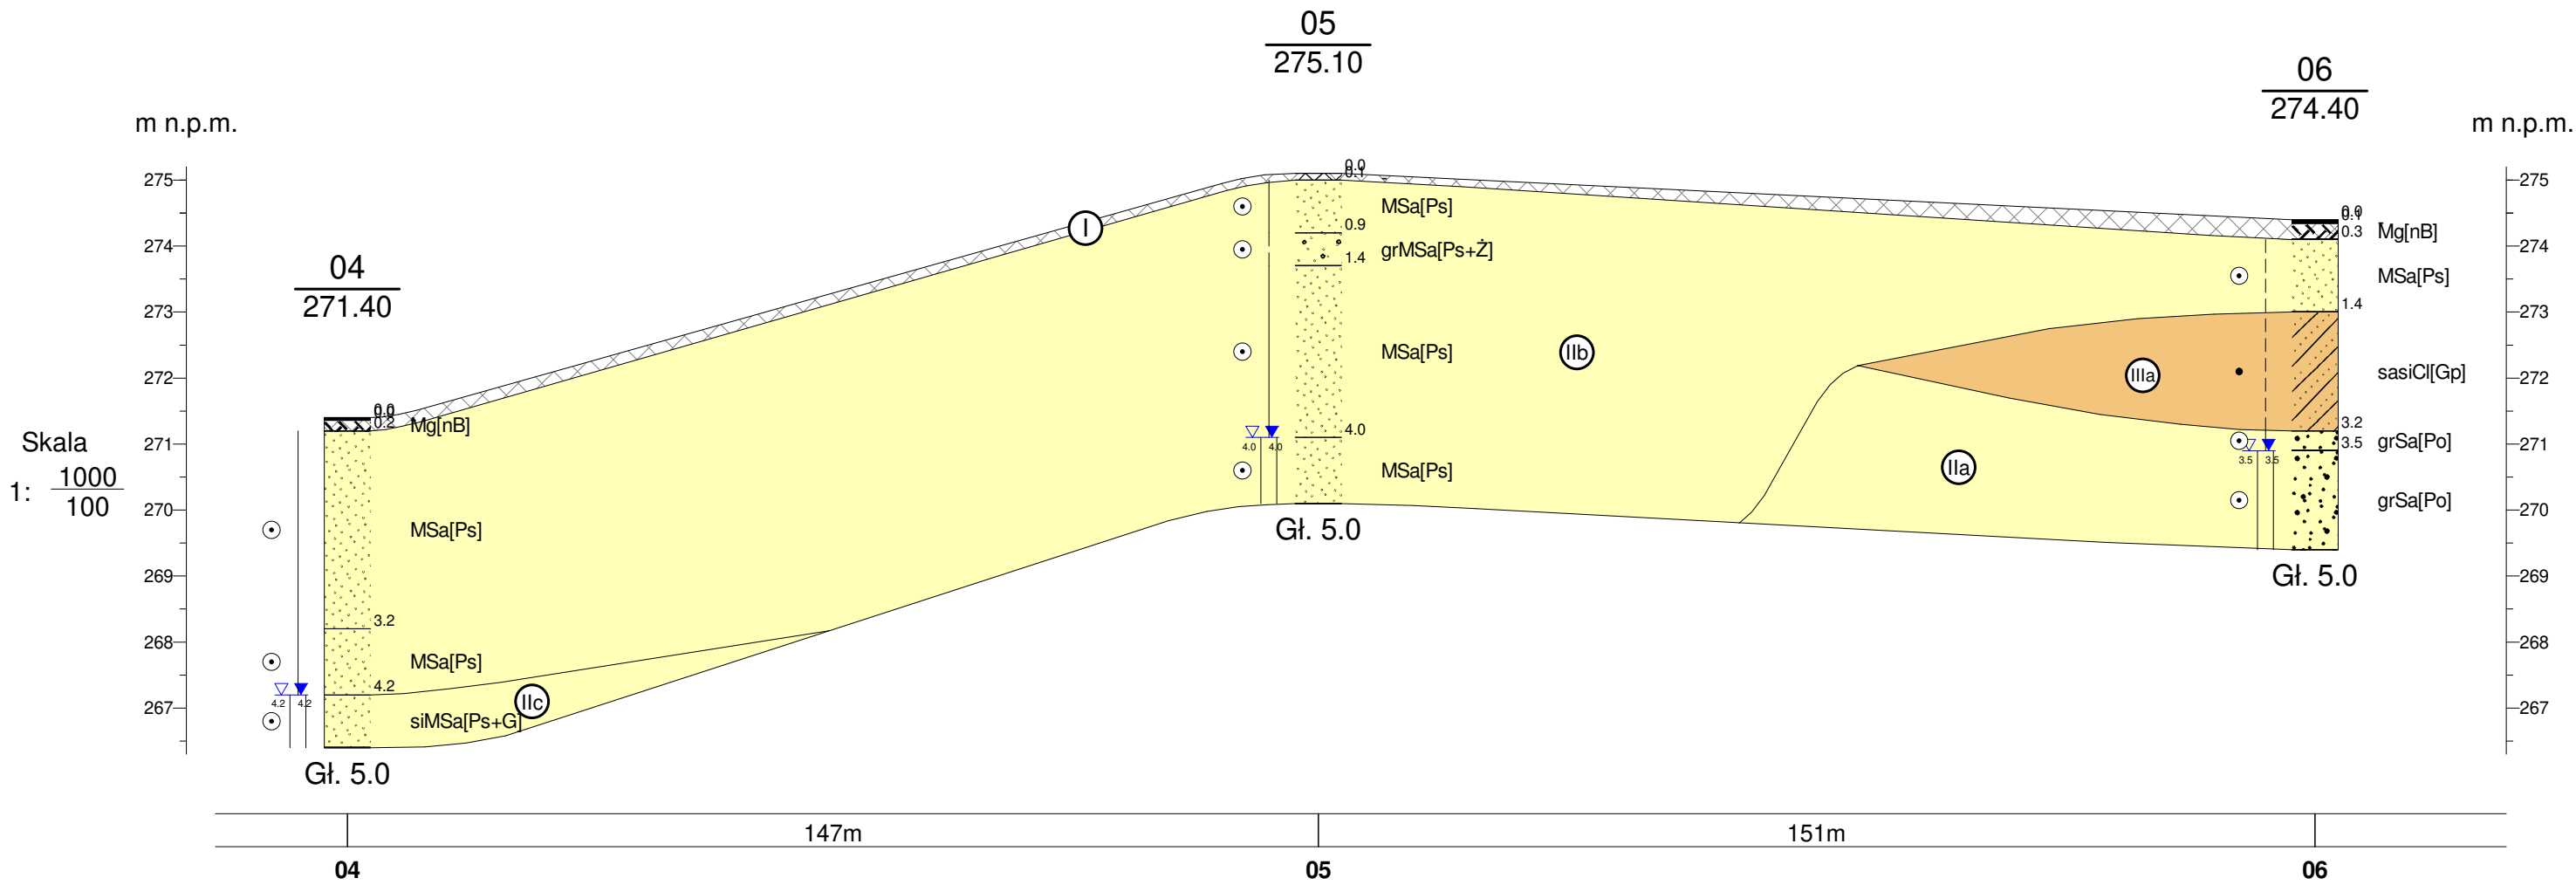 05
275.10
06
274.40
m n.p.m.
m n.p.m.
04
271.40
275
274
273
272
271
270
269
268
267
275
274
273
272
271
270
269
268
267
Skala
1: 1000
100
0.0
0.2
3.2
4.2
Mg[nB]
MSa[Ps]
MSa[Ps]
siMSa[Ps+G]
4.2 4.2
Gł. 5.0
I
IIc
0.0
0.1
0.9
1.4
4.0
MSa[Ps]
grMSa[Ps+Ż]
MSa[Ps]
MSa[Ps]
4.0 4.0
Gł. 5.0
IIb
IIIa
IIa
0.0
0.1
0.3
1.4
3.2
3.5
Mg[nB]
MSa[Ps]
sasiCl[Gp]
grSa[Po]
grSa[Po]
3.5 3.5
Gł. 5.0
147m
151m
04
05
06